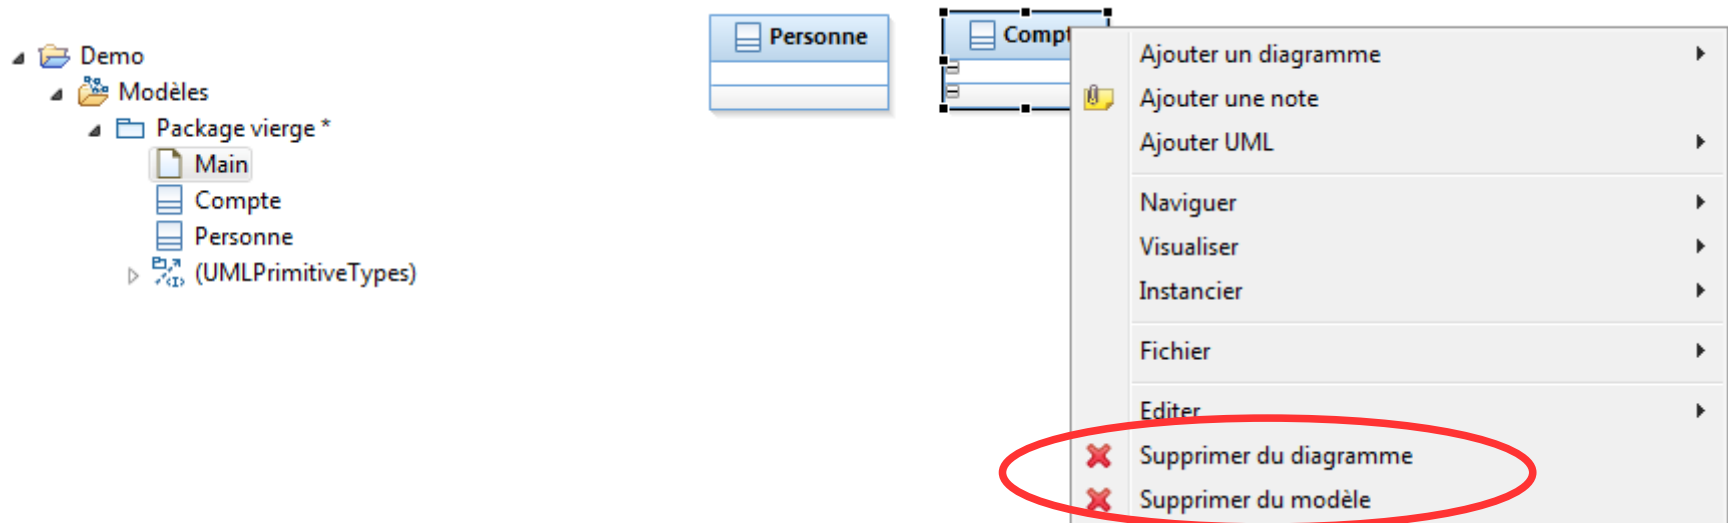 Demo
Modèles
Package vierge *
Main
Compte
Personne
(UMLPrimitiveTypes)
Personne
Compt
Ajouter un diagramme
Ajouter une note
Ajouter UML
Naviguer
Visualiser
Instancier
Fichier
Editer
Supprimer du diagramme
Supprimer du modèle